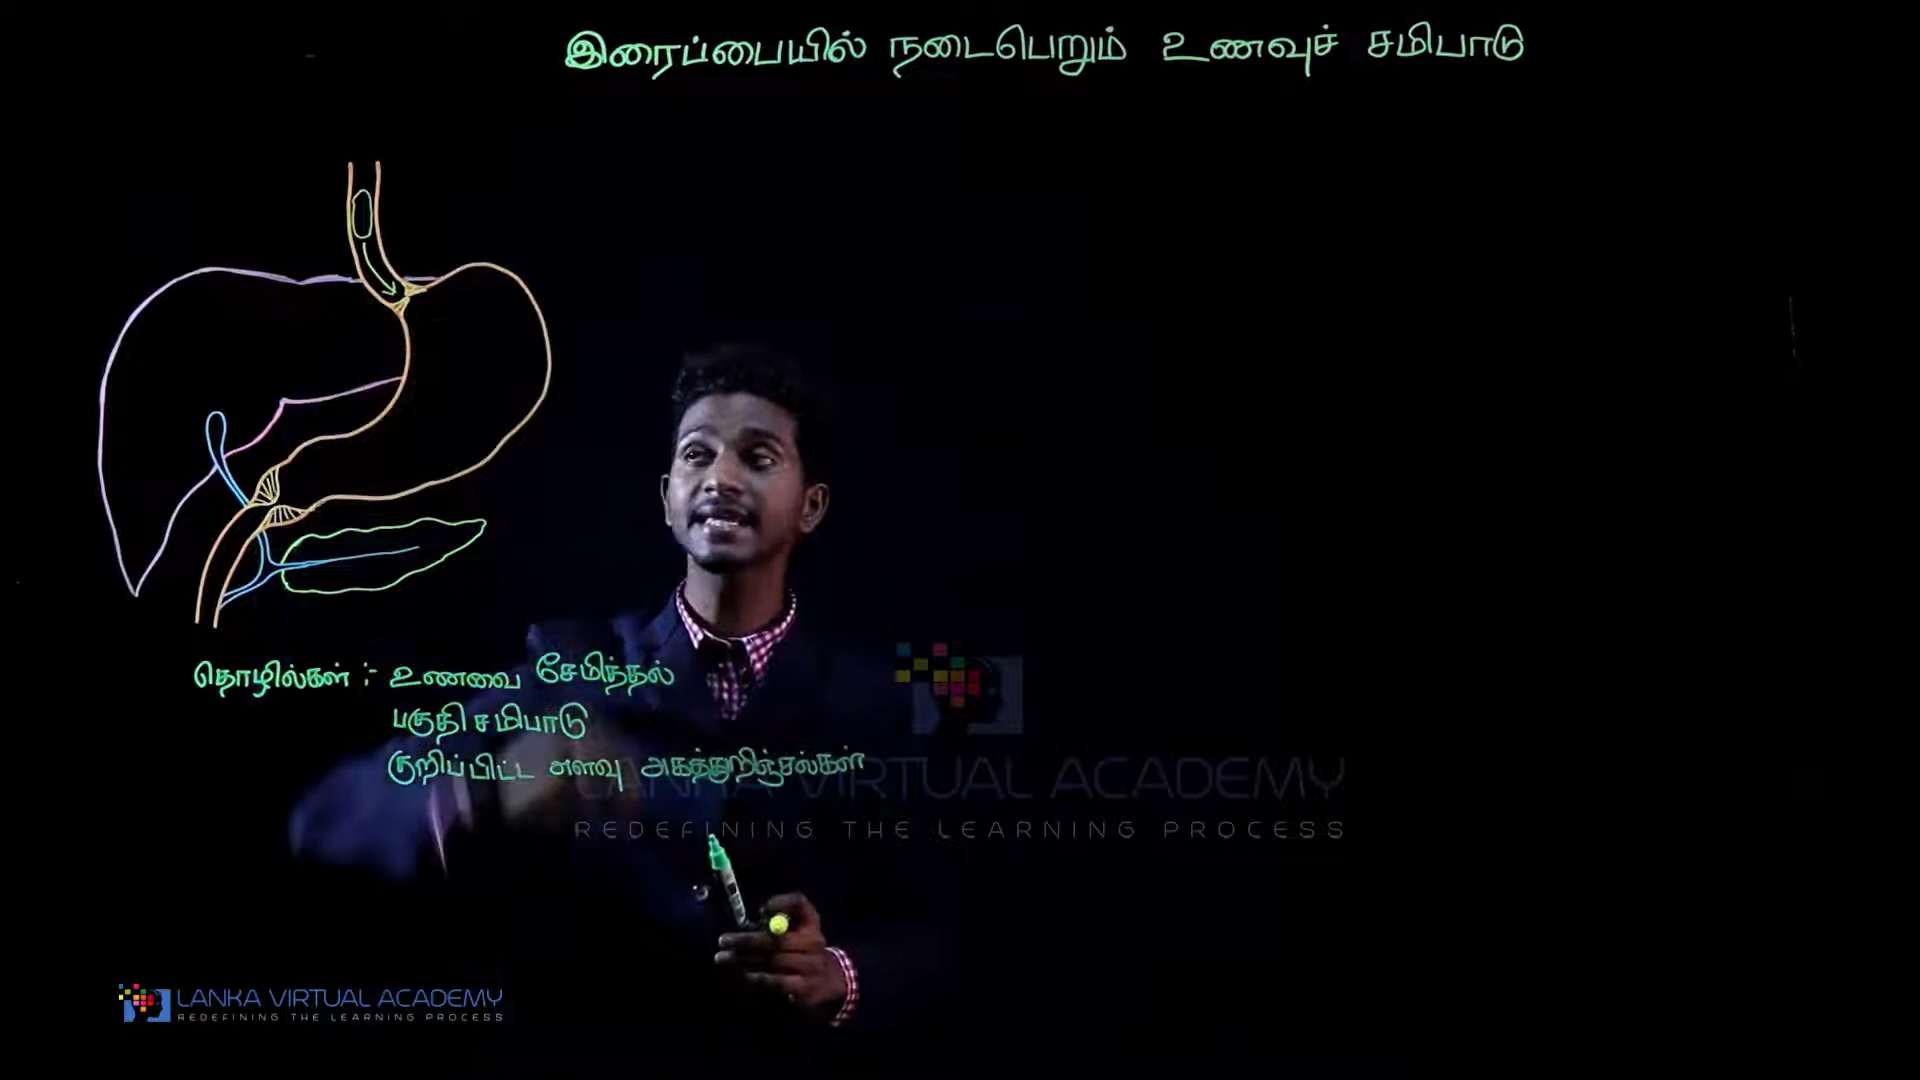 இரைப்பையில் நடைபெறும் உணவுச் சமிபாடு
தொழில்கள் :- உணவை சேமித்தல்
பகுதி சமிபாடு
குறிப்பிட்ட அளவு அகத்துறிஞ்சல்கள்
LANKA VIRTUAL ACADEMY
REDEFINING THE LEARNING PROCESS
LANKA VIRTUAL ACADEMY
REDEFINING THE LEARNING PROCESS